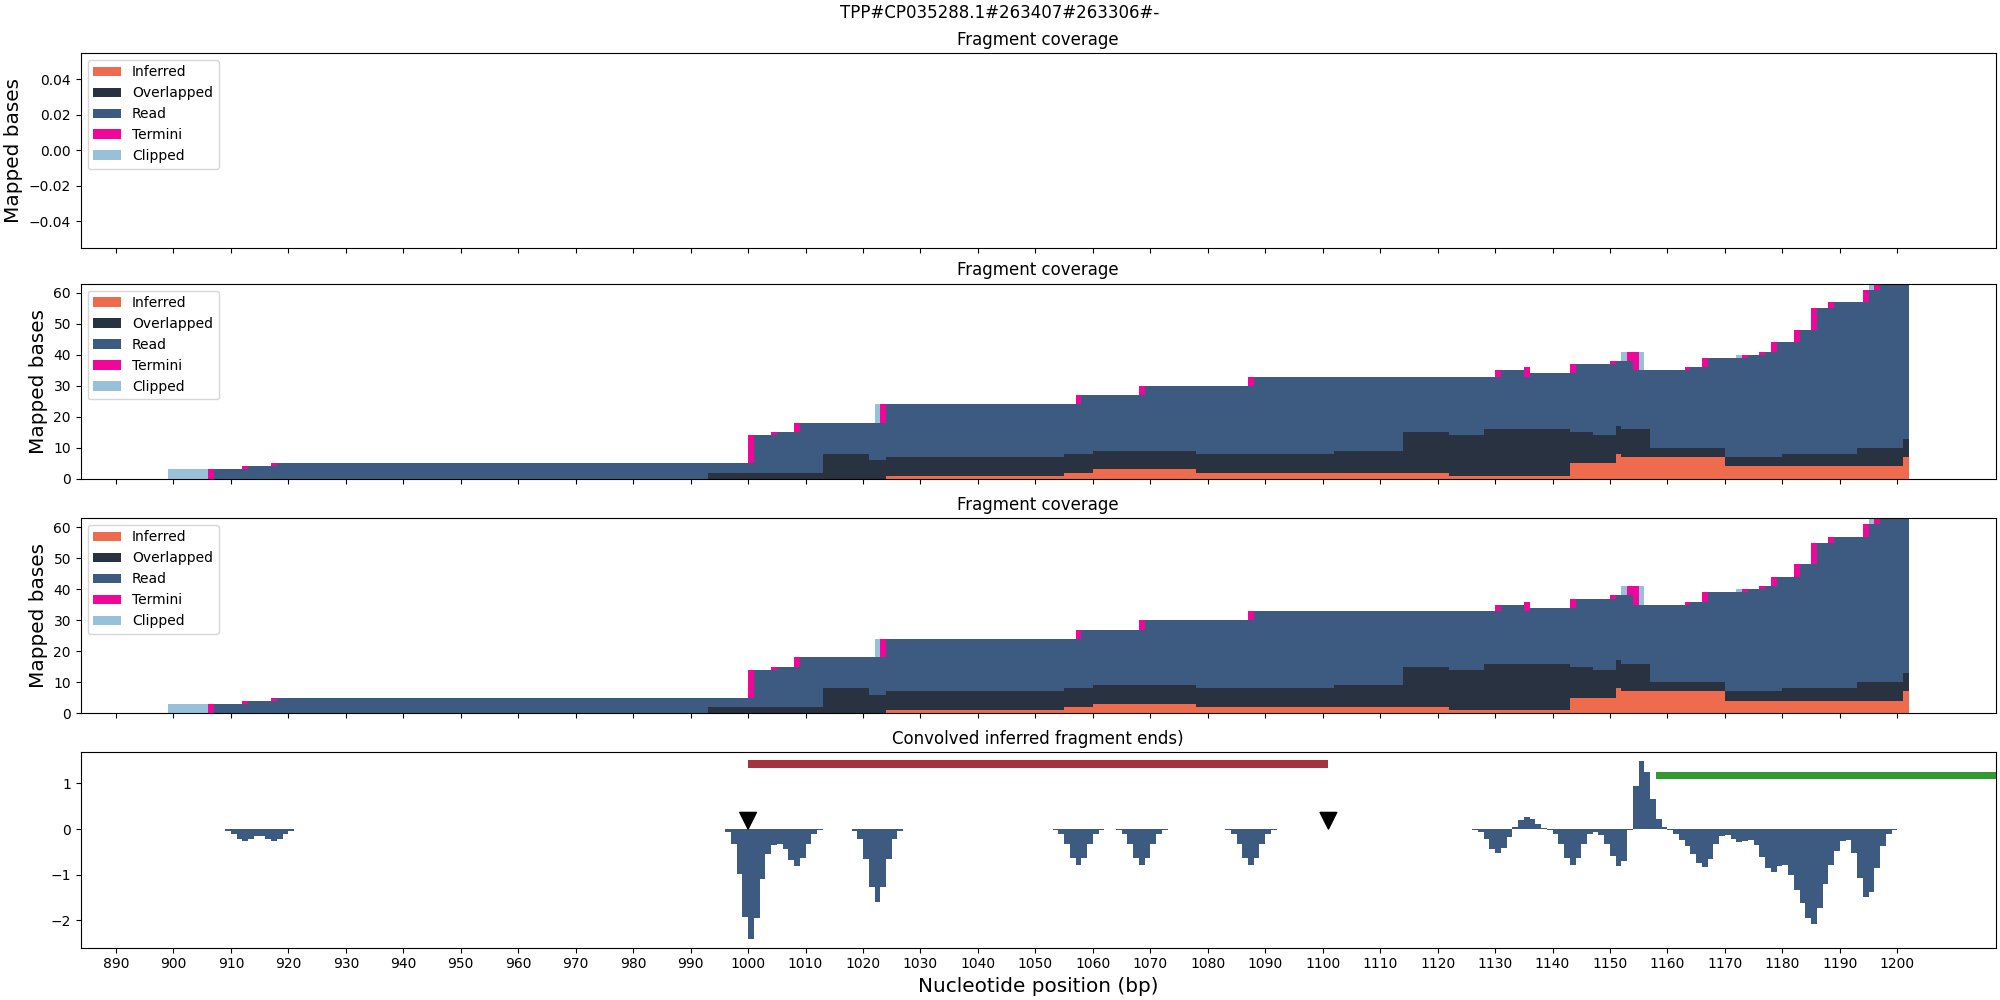 TPP#CP035288.1#263407#263306#-
Fragment coverage
Mapped bases
0.04
0.02
0.00
−0.02
−0.04
Inferred
Overlapped
Read
Termini
Clipped
Fragment coverage
Mapped bases
60
50
40
30
20
10
0
Inferred
Overlapped
Read
Termini
Clipped
Fragment coverage
Mapped bases
60
50
40
30
20
10
0
Inferred
Overlapped
Read
Termini
Clipped
Convolved inferred fragment ends)
1
0
−1
−2
890 900 910 920 930 940 950 960 970 980 990 1000 1010 1020 1030 1040 1050 1060 1070 1080 1090 1100 1110 1120 1130 1140 1150 1160 1170 1180 1190 1200
Nucleotide position (bp)